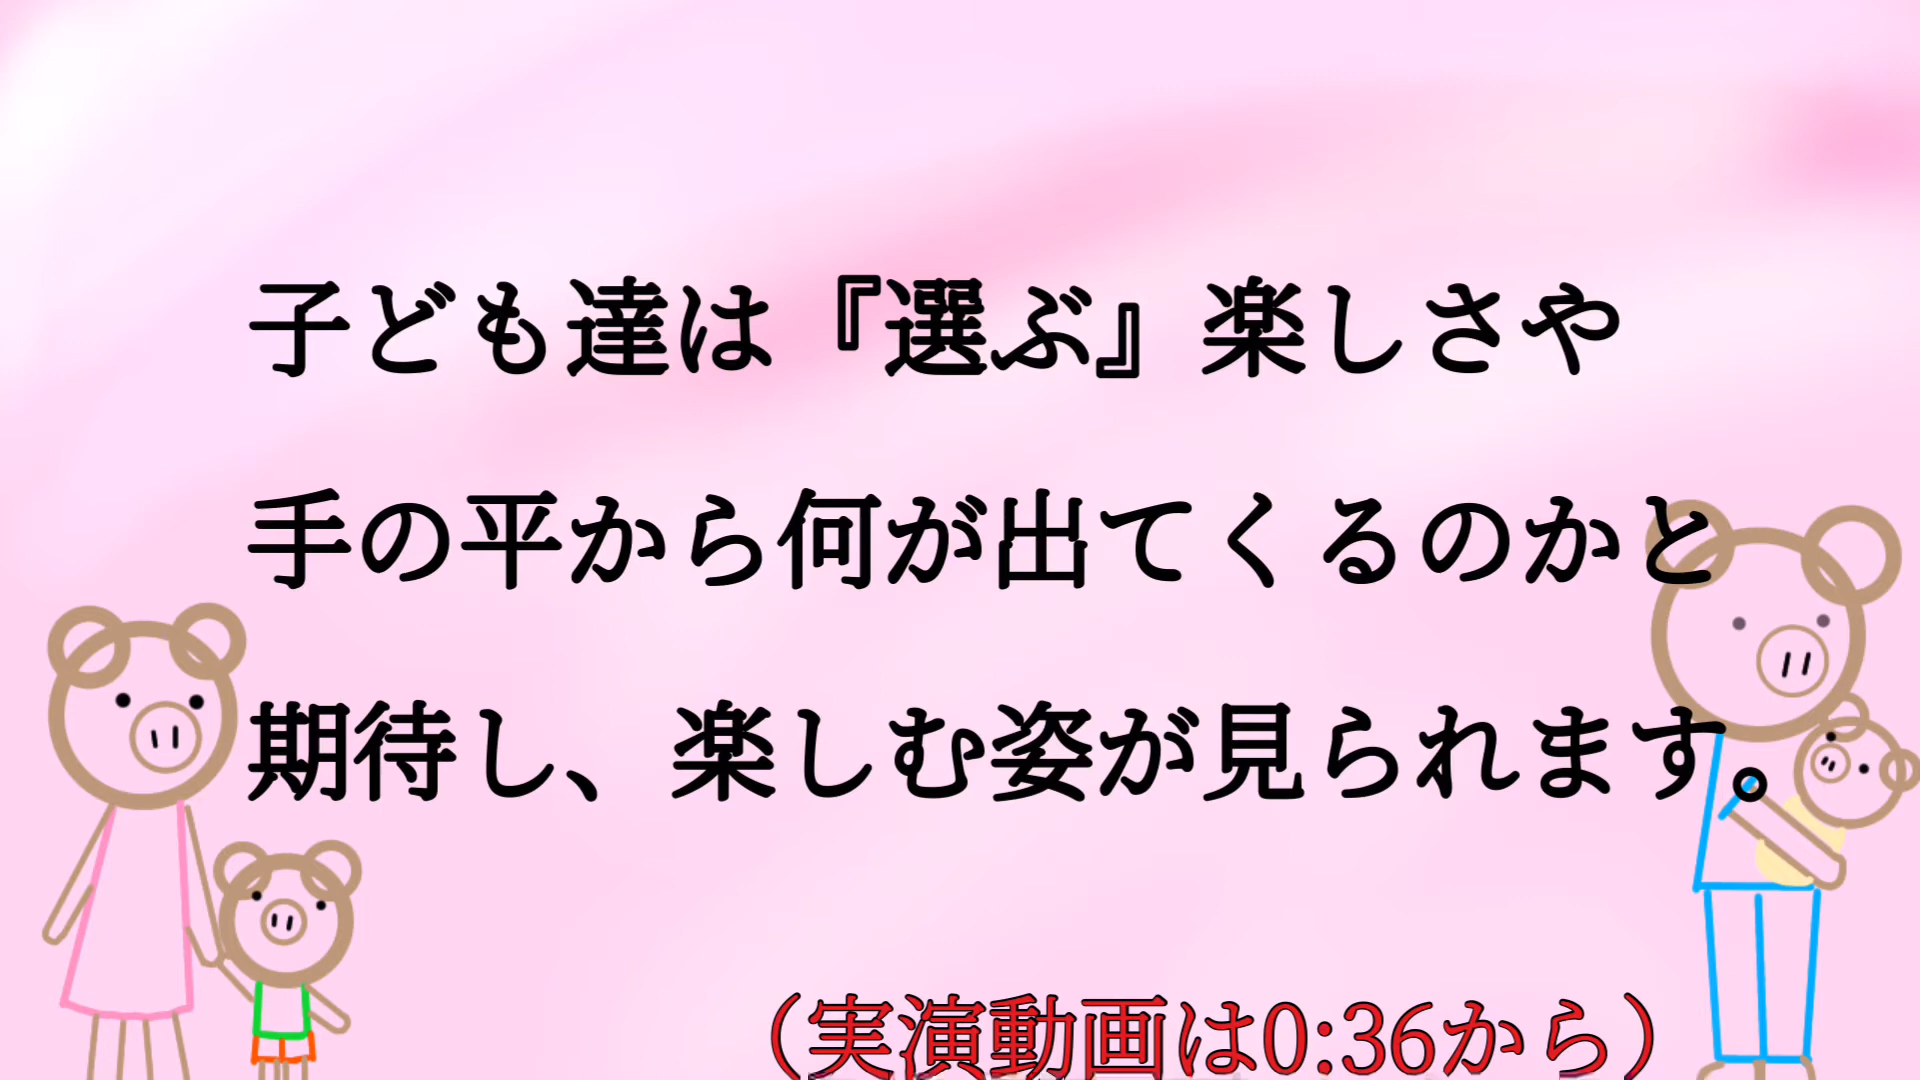 子ども達は『選ぶ』楽しさや
手の平から何が出てくるのかと
期待し、楽しむ姿が見られます。
（実演動画は0:36から）